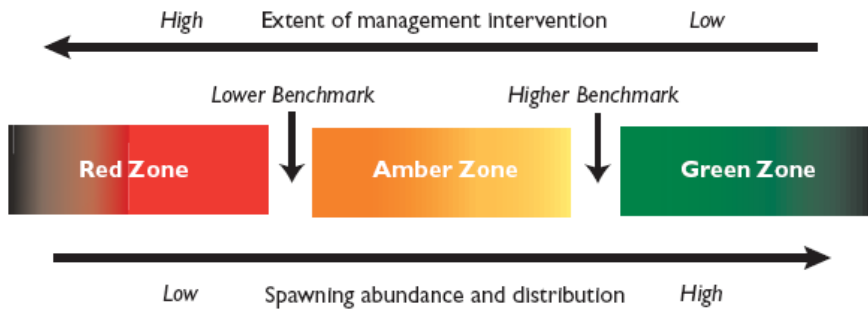 High Extent of management intervention Low
Lower Benchmark Higher Benchmark
Red Zone Amber Zone Green Zone
Low Spawning abundance and distribution High